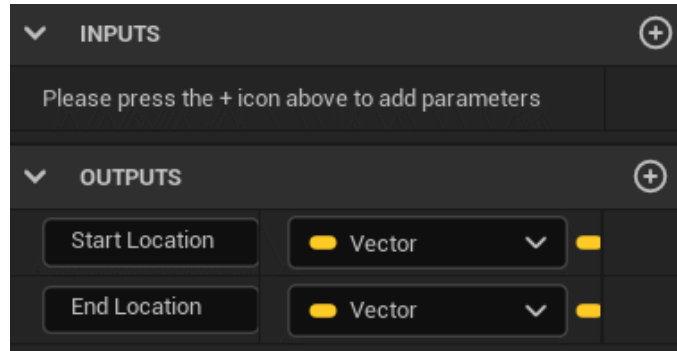 INPUTS
Please press the + icon above to add parameters
OUTPUTS
Start Location Vector
End Location Vector